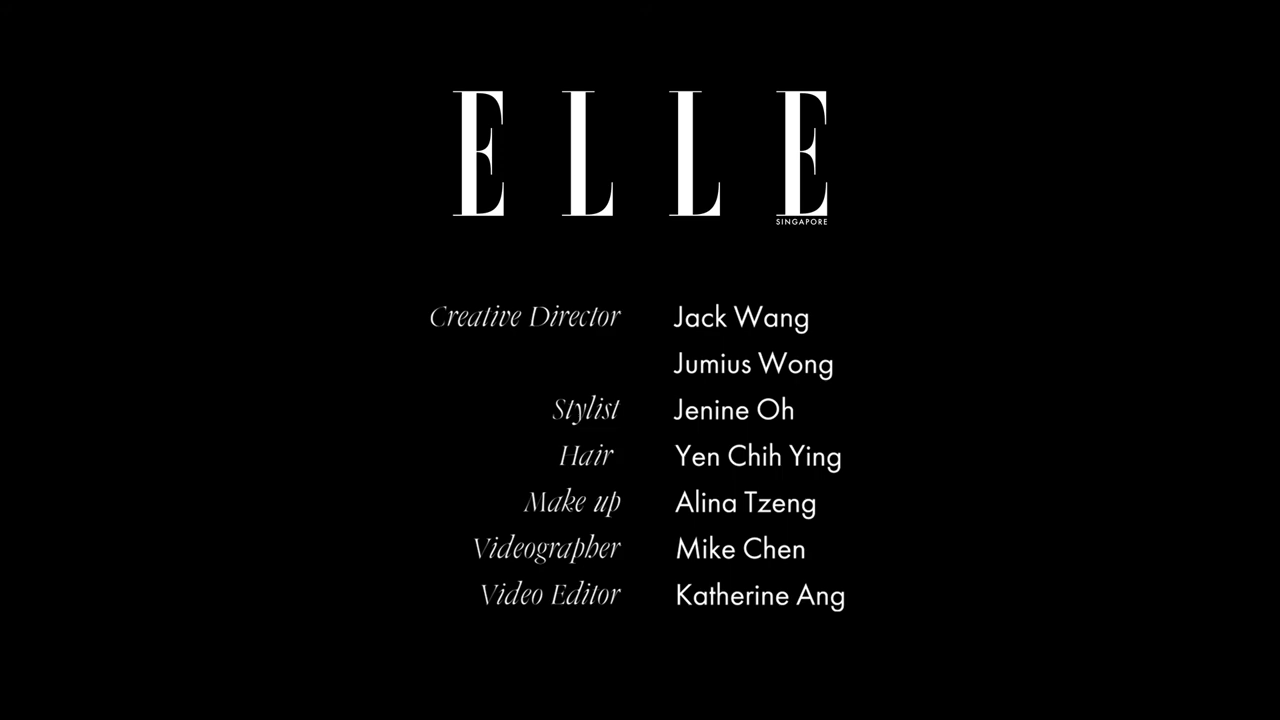 ELLE
SINGAPORE
Creative Director Jack Wang
Jumius Wong
Stylist Jenine Oh
Hair Yen Chih Ying
Make up Alina Tzeng
Videographer Mike Chen
Video Editor Katherine Ang